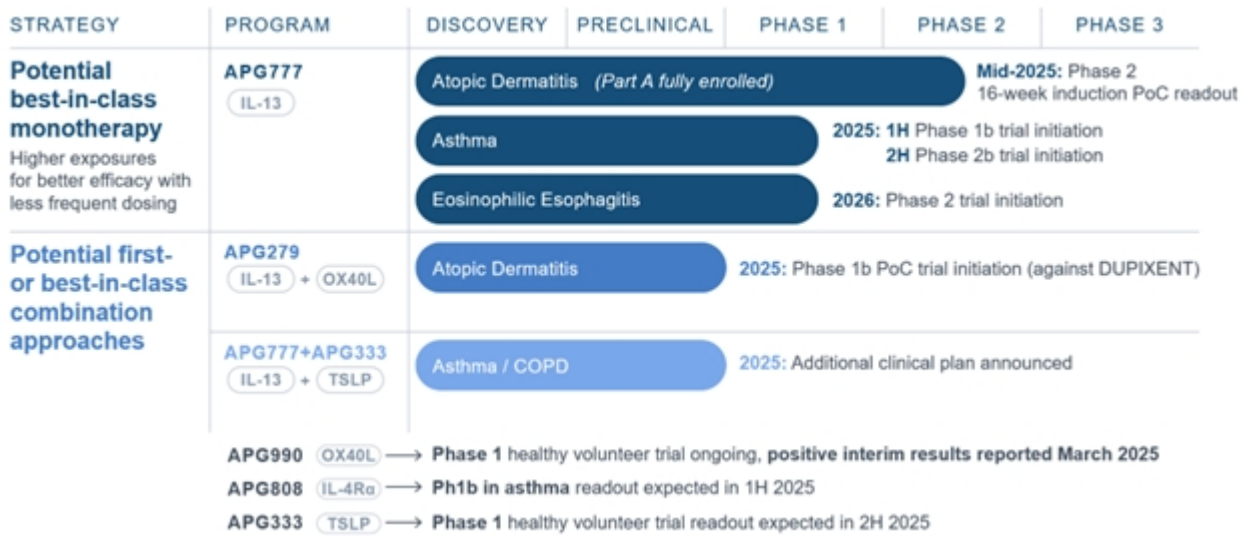 STRATEGY PROGRAM DISCOVERY PRECLINICAL PHASE 1 PHASE 2 PHASE 3
Potential
best-in-class
monotherapy
Higher exposures
for better efficacy with
less frequent dosing
APG777
IL-13
Atopic Dermatitis (Part A fully enrolled)
Mid-2025: Phase 2
16-week induction PoC readout
Asthma
2025: 1H Phase 1b trial initiation
2H Phase 2b trial initiation
Eosinophilic Esophagitis
2026: Phase 2 trial initiation
Potential first-
or best-in-class
combination
approaches
APG279
IL-13 + OX40L
Atopic Dermatitis
2025: Phase 1b PoC trial initiation (against DUPIXENT)
APG777+APG333
IL-13 + TSLP
Asthma / COPD
2025: Additional clinical plan announced
APG990 OX40L → Phase 1 healthy volunteer trial ongoing, positive interim results reported March 2025
APG808 IL-4Rα → Ph1b in asthma readout expected in 1H 2025
APG333 TSLP → Phase 1 healthy volunteer trial readout expected in 2H 2025